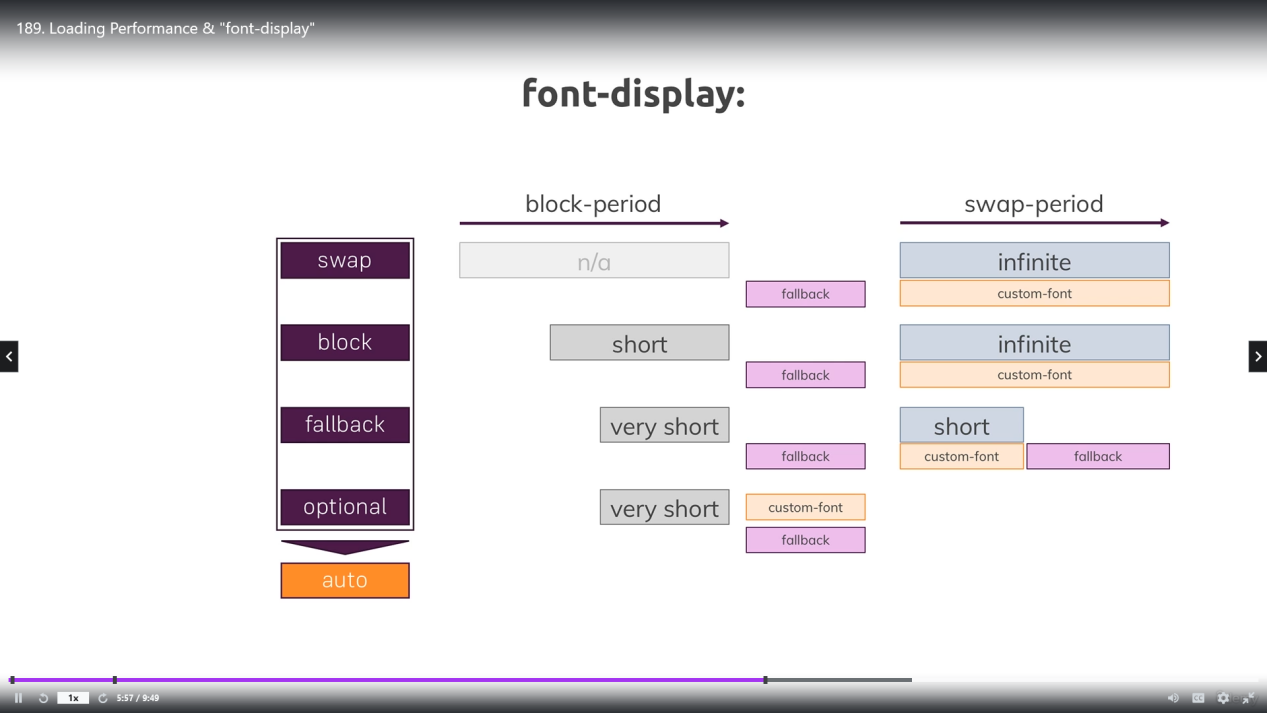 189. Loading Performance & "font-display"
font-display:
block-period
swap-period
swap
n/a
infinite
fallback
custom-font
block
short
infinite
fallback
custom-font
fallback
very short
short
fallback
custom-font
fallback
optional
very short
custom-font
fallback
auto
1x
5:57 / 9:49
CC